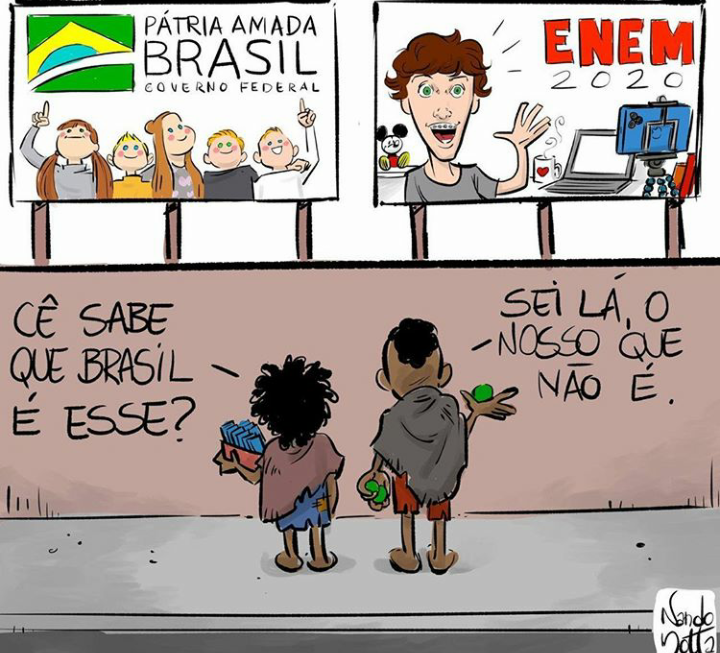 PÁTRIA AMADA
BRASIL
GOVERNO FEDERAL
ENEM
2020
CÊ SABE
QUE BRASIL
É ESSE?
SEI LÁ, O
NOSSO QUE
NÃO É.
Nando
Motta